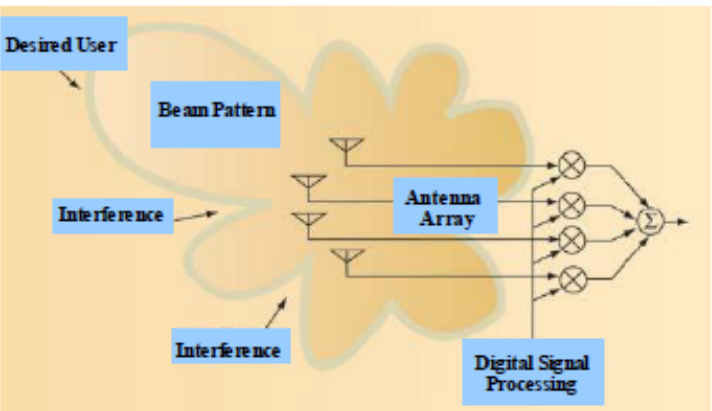 Desired User
Beam Pattern
Interference
Antenna
Array
Σ
Interference
Digital Signal
Processing